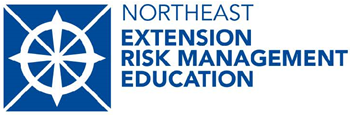 NORTHEAST
EXTENSION
RISK MANAGEMENT
EDUCATION